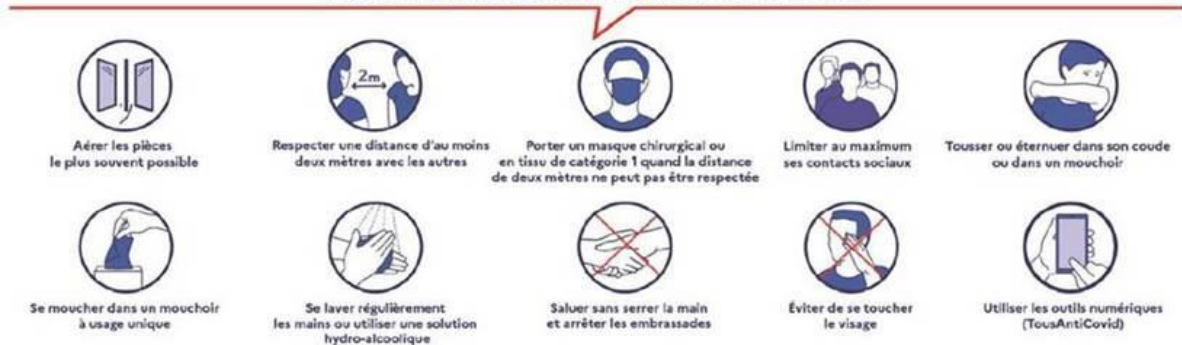 2m
Aérer les pièces
le plus souvent possible
Respecter une distance d'au moins
deux mètres avec les autres
Porter un masque chirurgical ou
en tissu de catégorie 1 quand la distance
de deux mètres ne peut pas être respectée
Limiter au maximum
ses contacts sociaux
Tousser ou éternuer dans son coude
ou dans un mouchoir
Se moucher dans un mouchoir
à usage unique
Se laver régulièrement
les mains ou utiliser une solution
hydro-alcoolique
Saluer sans serrer la main
et arrêter les embrassades
Éviter de se toucher
le visage
Utiliser les outils numériques
(TousAntiCovid)